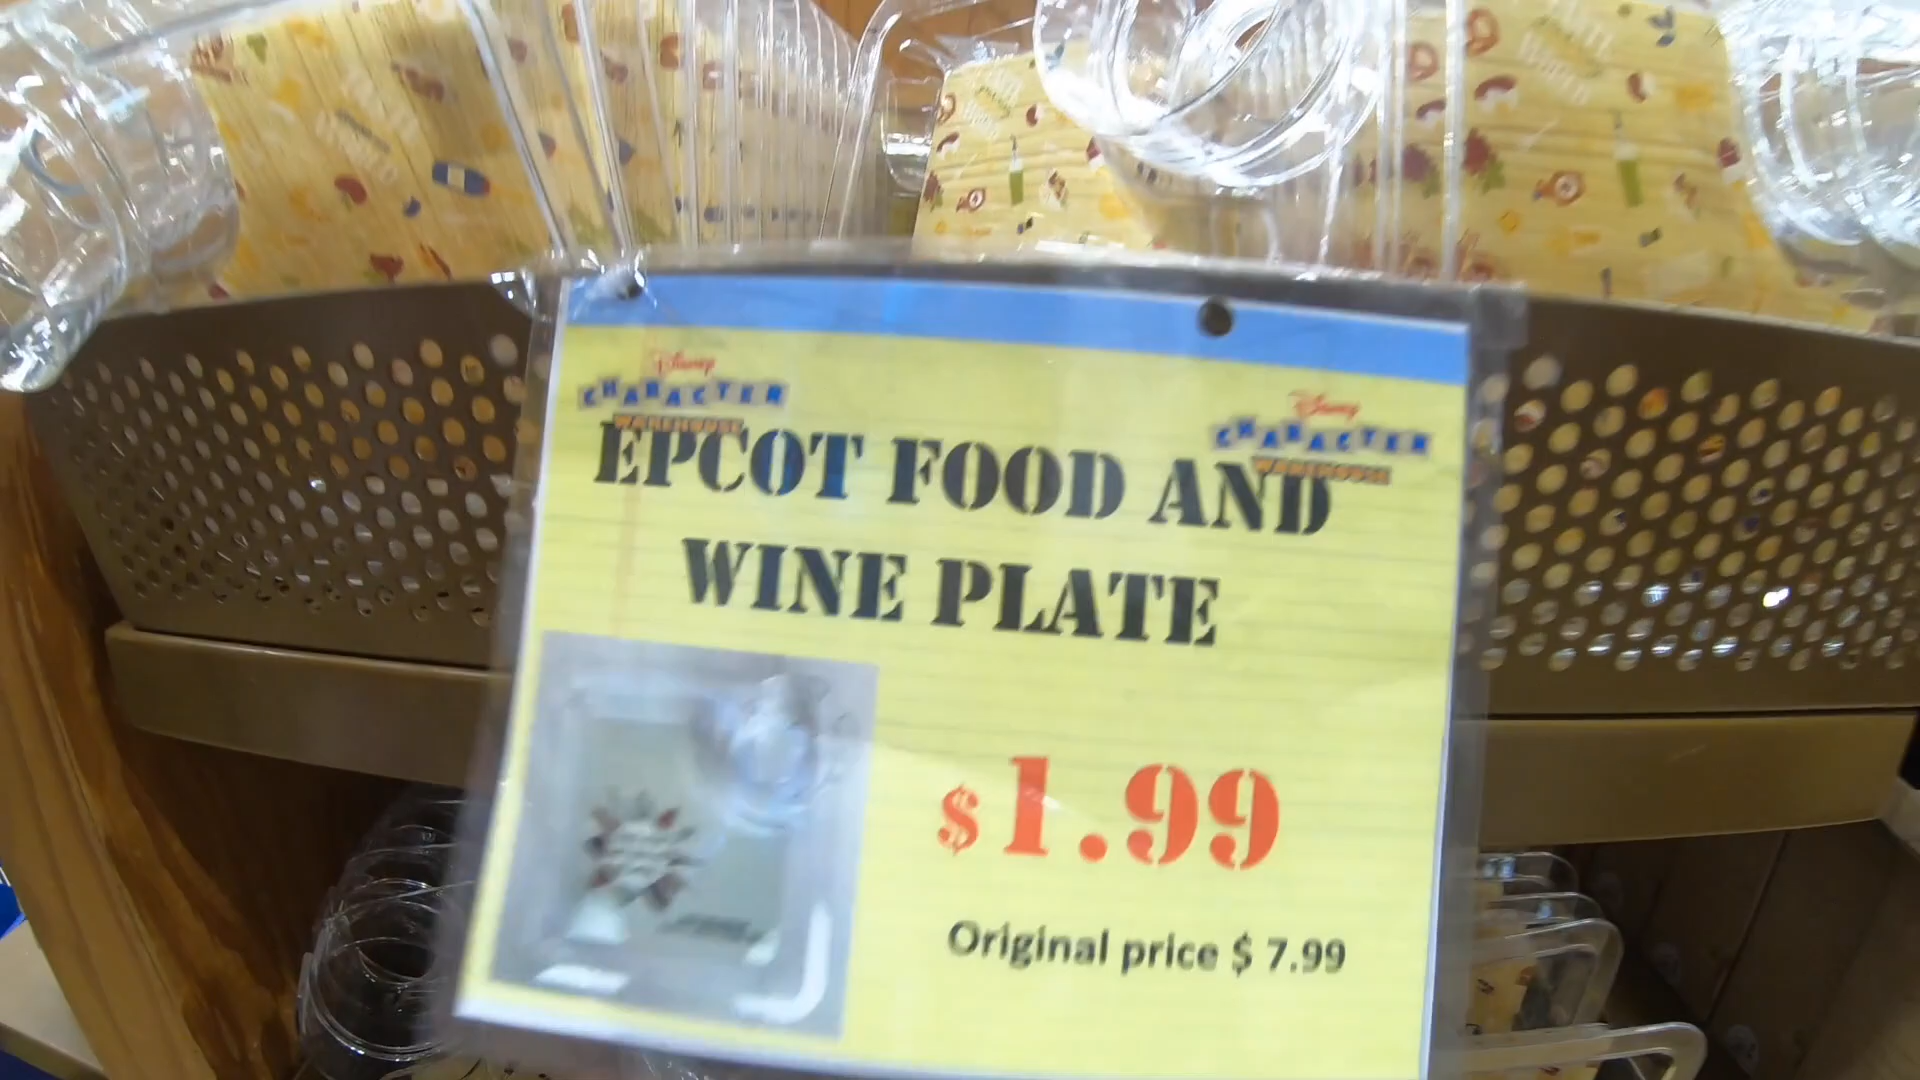 Disney
CHARACTER
WAREHOUSE
Disney
CHARACTER
WAREHOUSE
EPCOT FOOD AND
WINE PLATE
$1.99
Original price $ 7.99